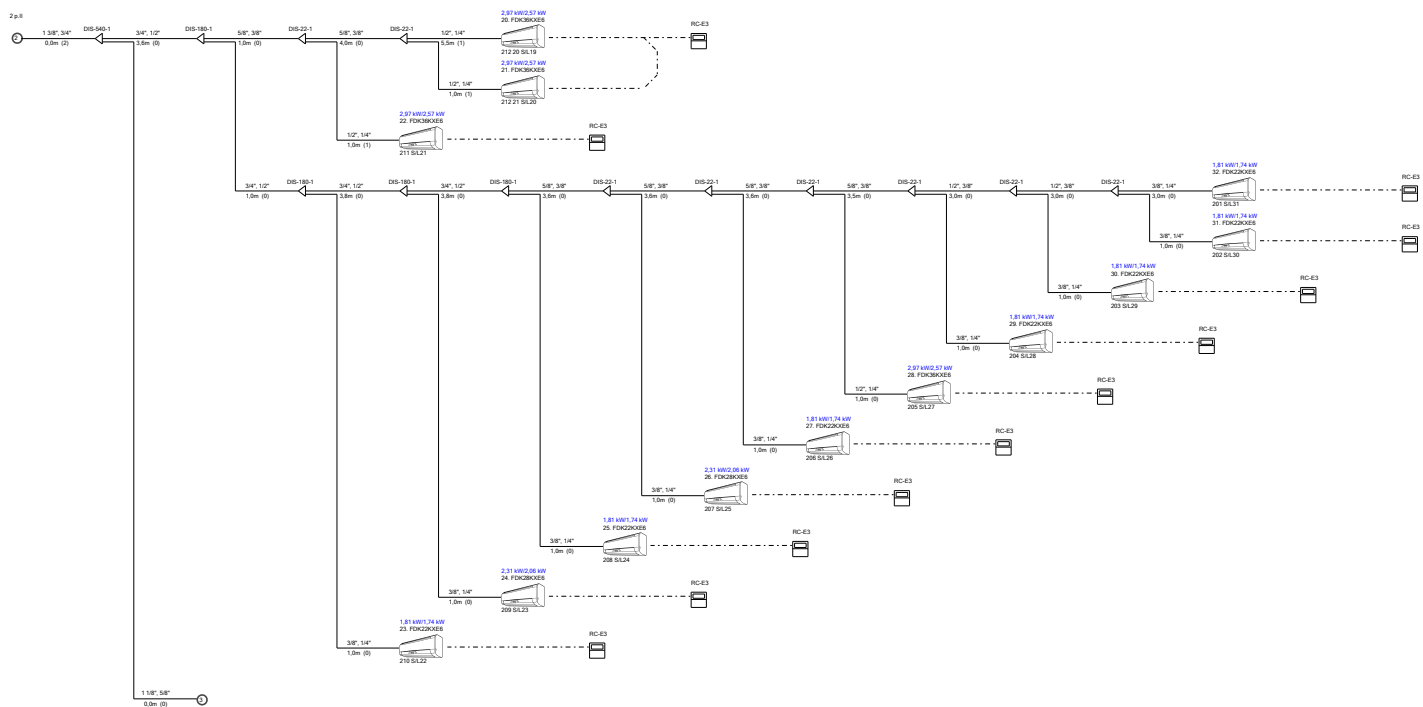 2 p.II
2
1 3/8", 3/4"
0,0m (2)
DIS-540-1
3/4", 1/2"
3,6m (0)
DIS-180-1
5/8", 3/8"
1,0m (0)
DIS-22-1
5/8", 3/8"
4,0m (0)
DIS-22-1
1/2", 1/4"
5,5m (1)
2,97 kW/2,57 kW
20. FDK36KXE6
212 20 S/L19
RC-E3
1/2", 1/4"
1,0m (1)
2,97 kW/2,57 kW
21. FDK36KXE6
212 21 S/L20
1/2", 1/4"
1,0m (1)
2,97 kW/2,57 kW
22. FDK36KXE6
211 S/L21
RC-E3
3/4", 1/2"
1,0m (0)
DIS-180-1
3/4", 1/2"
3,8m (0)
DIS-180-1
3/4", 1/2"
3,8m (0)
DIS-180-1
5/8", 3/8"
3,6m (0)
DIS-22-1
5/8", 3/8"
3,6m (0)
DIS-22-1
5/8", 3/8"
3,6m (0)
DIS-22-1
5/8", 3/8"
3,5m (0)
DIS-22-1
1/2", 3/8"
3,0m (0)
DIS-22-1
1/2", 3/8"
3,0m (0)
DIS-22-1
3/8", 1/4"
3,0m (0)
1,81 kW/1,74 kW
32. FDK22KXE6
201 S/L31
RC-E3
3/8", 1/4"
1,0m (0)
1,81 kW/1,74 kW
31. FDK22KXE6
202 S/L30
RC-E3
3/8", 1/4"
1,0m (0)
1,81 kW/1,74 kW
30. FDK22KXE6
203 S/L29
RC-E3
3/8", 1/4"
1,0m (0)
1,81 kW/1,74 kW
29. FDK22KXE6
204 S/L28
RC-E3
1/2", 1/4"
1,0m (0)
2,97 kW/2,57 kW
28. FDK36KXE6
205 S/L27
RC-E3
3/8", 1/4"
1,0m (0)
1,81 kW/1,74 kW
27. FDK22KXE6
206 S/L26
RC-E3
3/8", 1/4"
1,0m (0)
2,31 kW/2,06 kW
26. FDK28KXE6
207 S/L25
RC-E3
3/8", 1/4"
1,0m (0)
1,81 kW/1,74 kW
25. FDK22KXE6
208 S/L24
RC-E3
3/8", 1/4"
1,0m (0)
2,31 kW/2,06 kW
24. FDK28KXE6
209 S/L23
RC-E3
3/8", 1/4"
1,0m (0)
1,81 kW/1,74 kW
23. FDK22KXE6
210 S/L22
RC-E3
1 1/8", 5/8"
0,0m (0)
3